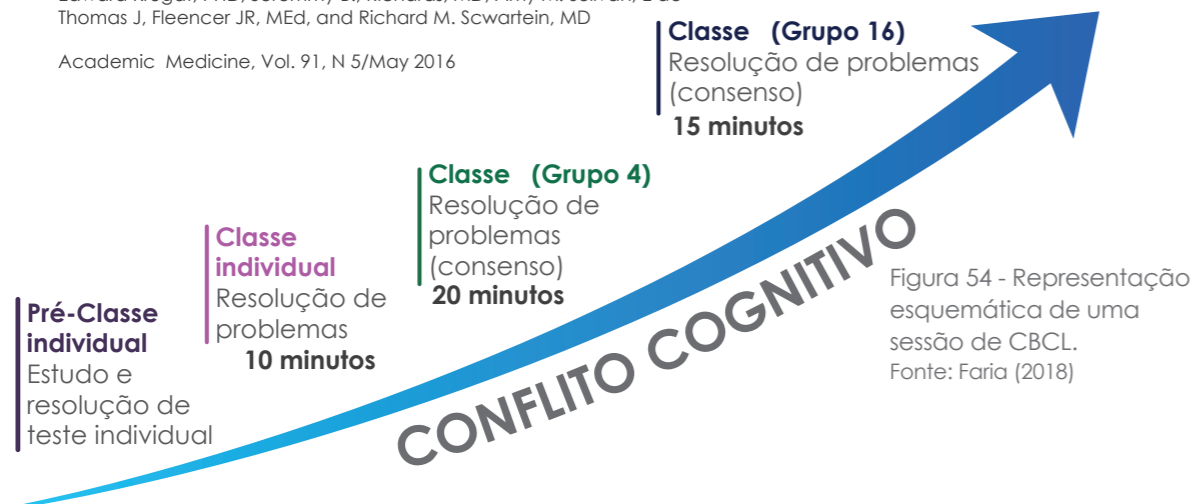 Thomas J, Fleencer JR, MEd, and Richard M. Scwartein, MD
Academic Medicine, Vol. 91, N 5/May 2016
Classe (Grupo 16)
Resolução de problemas
(consenso)
15 minutos
Classe (Grupo 4)
Resolução de
problemas
(consenso)
20 minutos
Classe
individual
Resolução de
problemas
10 minutos
Pré-Classe
individual
Estudo e
resolução de
teste individual
CONFLITO COGNITIVO
Figura 54 - Representação
esquemática de uma
sessão de CBCL.
Fonte: Faria (2018)